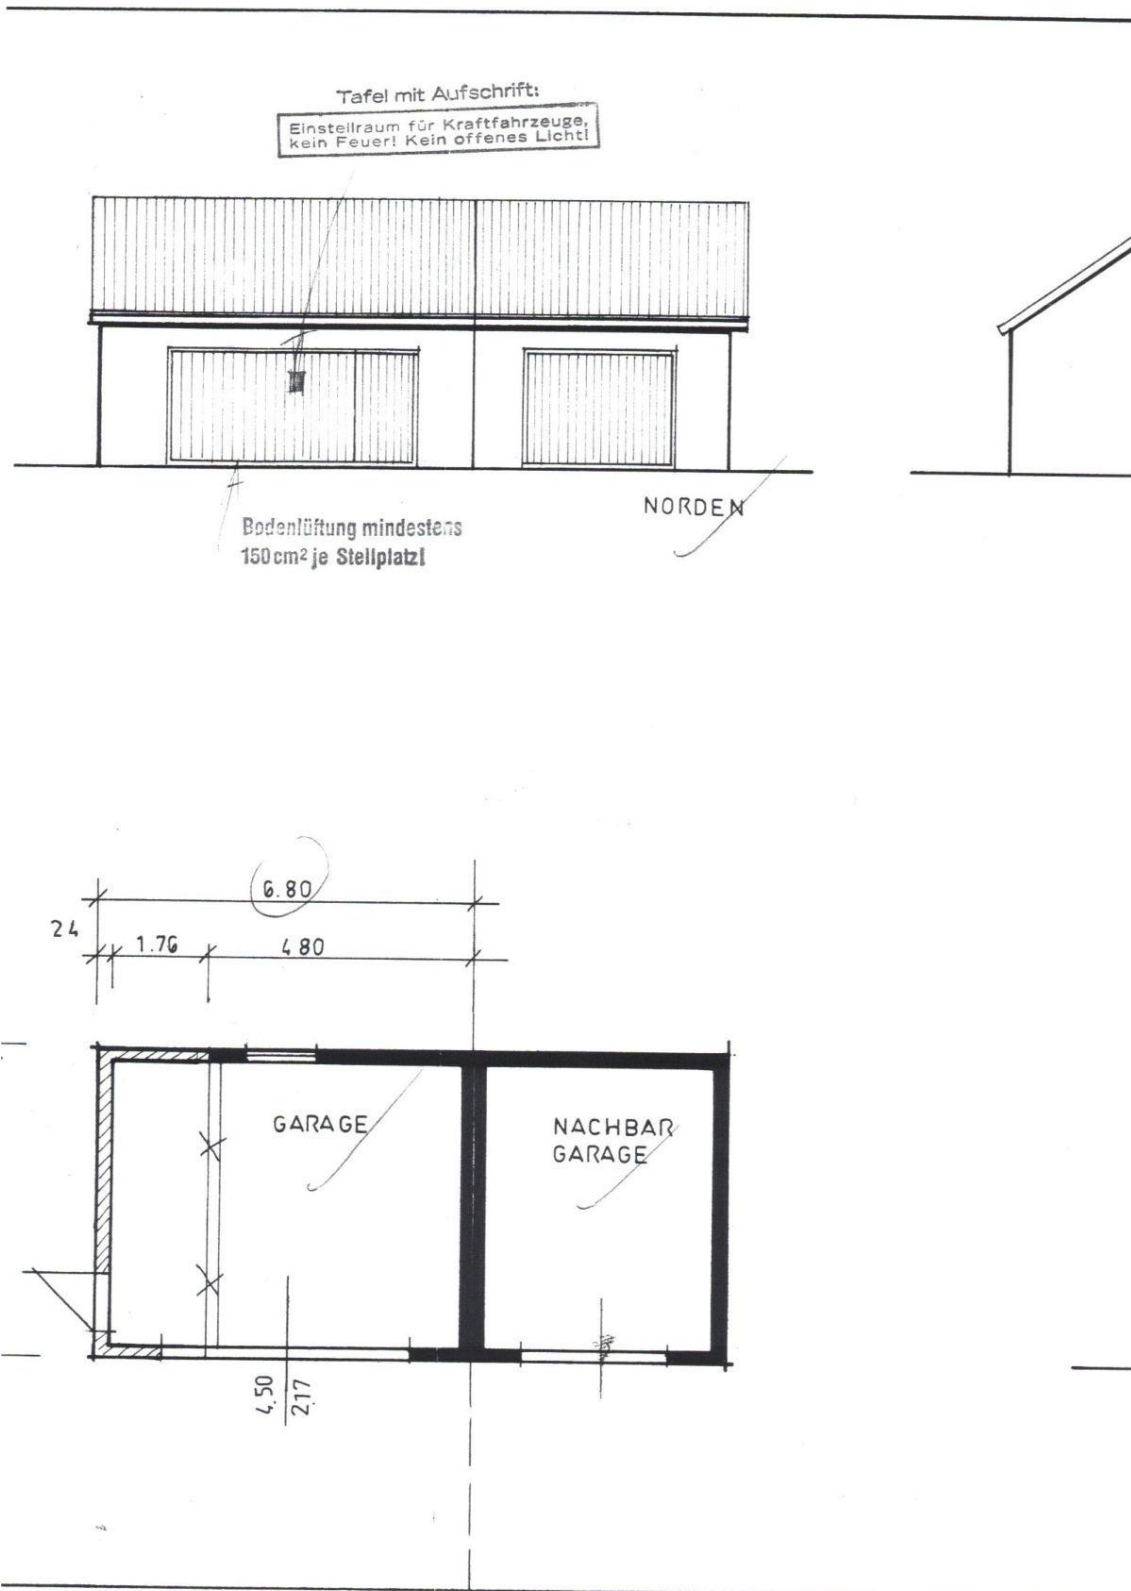 Tafel mit Aufschrift:
Einstellraum für Kraftfahrzeuge,
kein Feuer! Kein offenes Licht!
NORDEN
Bodenlüftung mindestens
150 cm² je Stellplatz!
6.80
24
1.76
4 80
GARAGE
NACHBAR
GARAGE
4.50
2.17